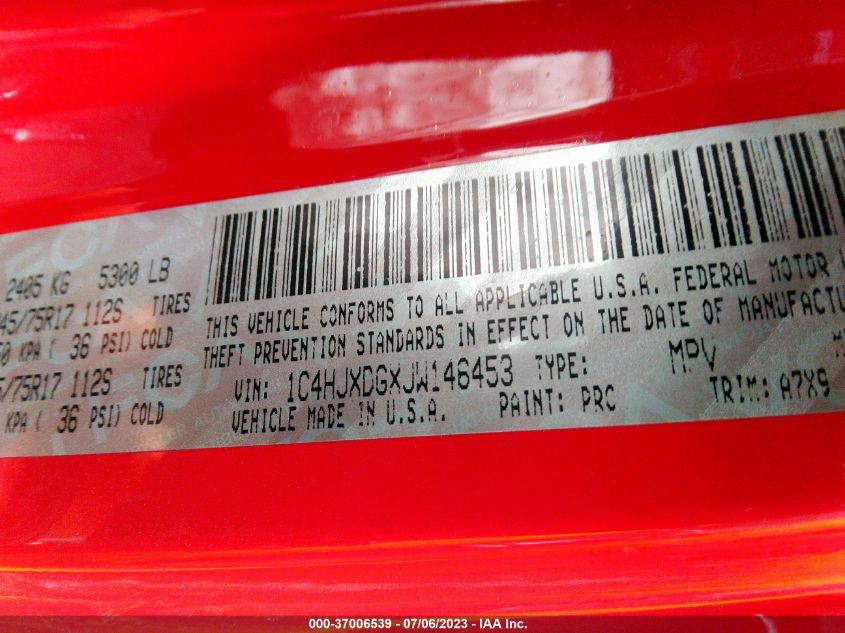 2405 KG 5300 LB
45/75R17 112S TIRES
KPA ( 36 PSI) COLD
75R17 112S TIRES
KPA ( 36 PSI) COLD
THIS VEHICLE CONFORMS TO ALL APPLICABLE U.S.A. FEDERAL MOTOR
THEFT PREVENTION STANDARDS IN EFFECT ON THE DATE OF MANUFACTU
VIN: 1C4HJXDGXJW146453 TYPE: MPV
VEHICLE MADE IN U.S.A. PAINT: PRC TRIM: A7X9
000-37006539 - 07/06/2023 - IAA Inc.